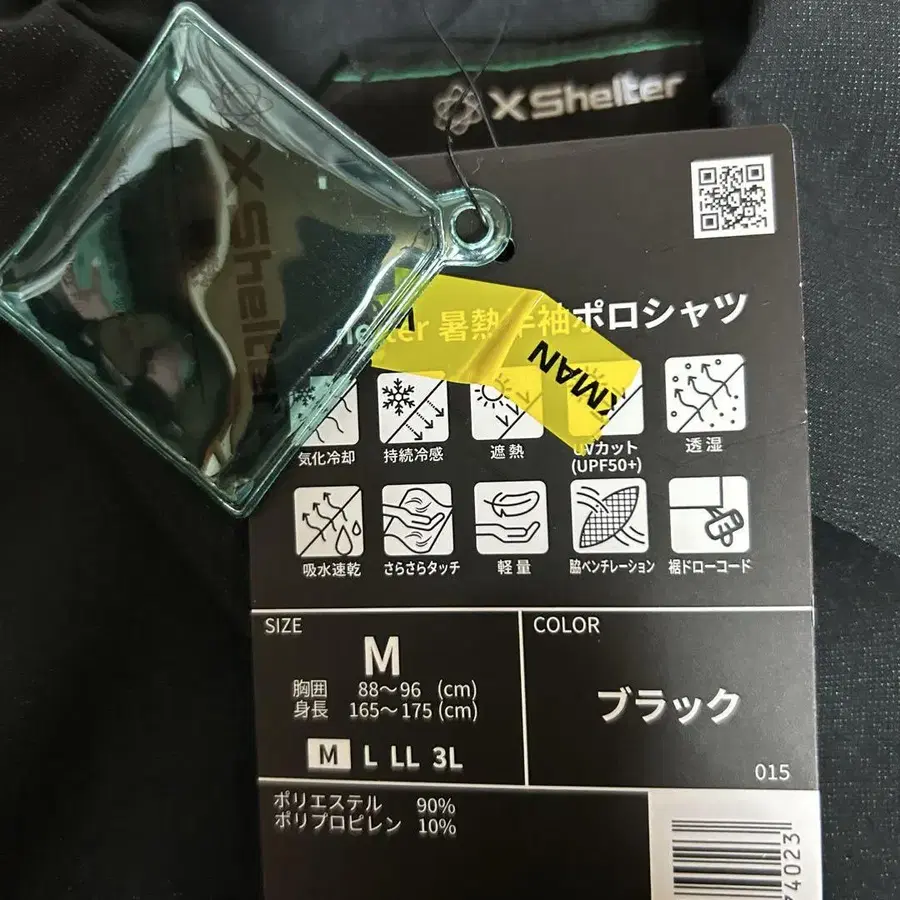 XShelter
XShelter
暑熱半袖ポロシャツ
KMAN
気化冷却
持続冷感
遮熱
UVカット
(UPF50+)
透湿
吸水速乾
さらさらタッチ
軽量
脇ベンチレーション
裾ドローコード
SIZE
M
胸囲 88～96 (cm)
身長 165～175 (cm)
M L LL 3L
COLOR
ブラック
015
ポリエステル 90%
ポリプロピレン 10%
74023